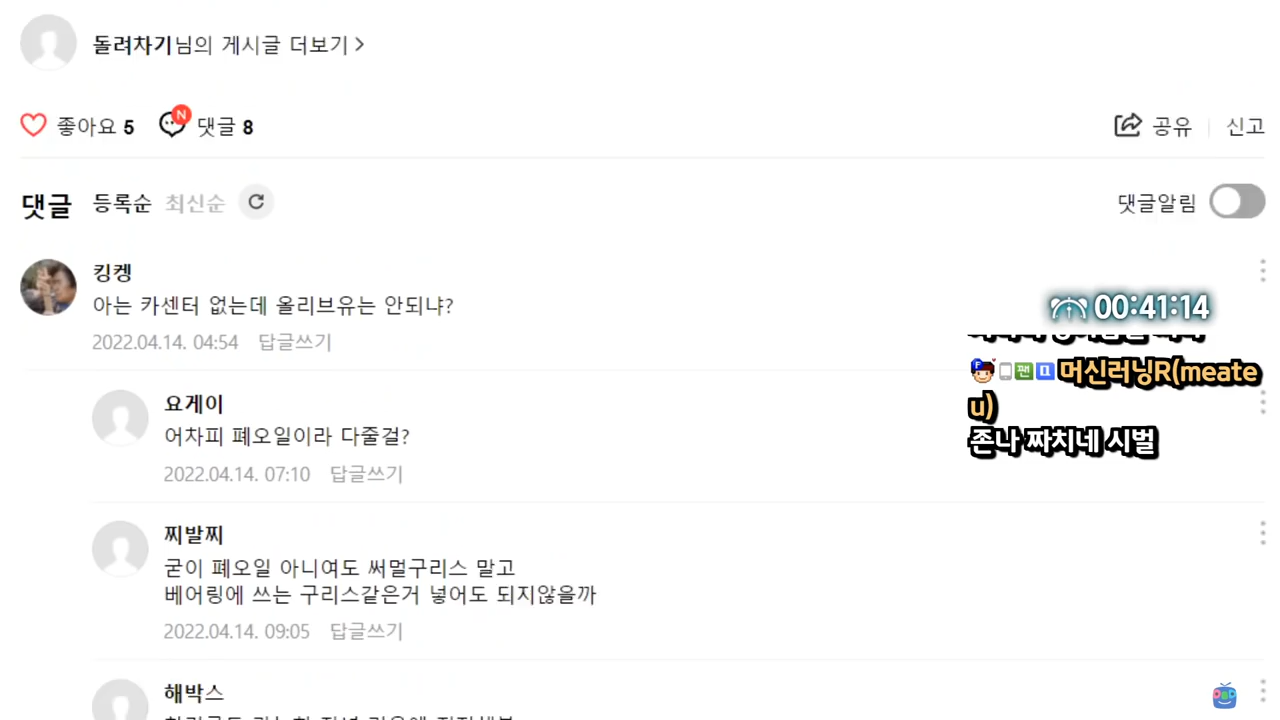 돌려차기님의 게시글 더보기 >
좋아요 5 N 댓글 8
공유 신고
댓글 등록순 최신순
댓글알림
킹켕
아는 카센터 없는데 올리브유는 안되냐?
00:41:14
2022.04.14. 04:54 답글쓰기
F 팬 머신러닝R(meate
u)
존나 짜치네 시벌
요게이
어차피 폐오일이라 다줄걸?
2022.04.14. 07:10 답글쓰기
찌발찌
굳이 폐오일 아니여도 써멀구리스 말고
베어링에 쓰는 구리스같은거 넣어도 되지않을까
2022.04.14. 09:05 답글쓰기
해박스